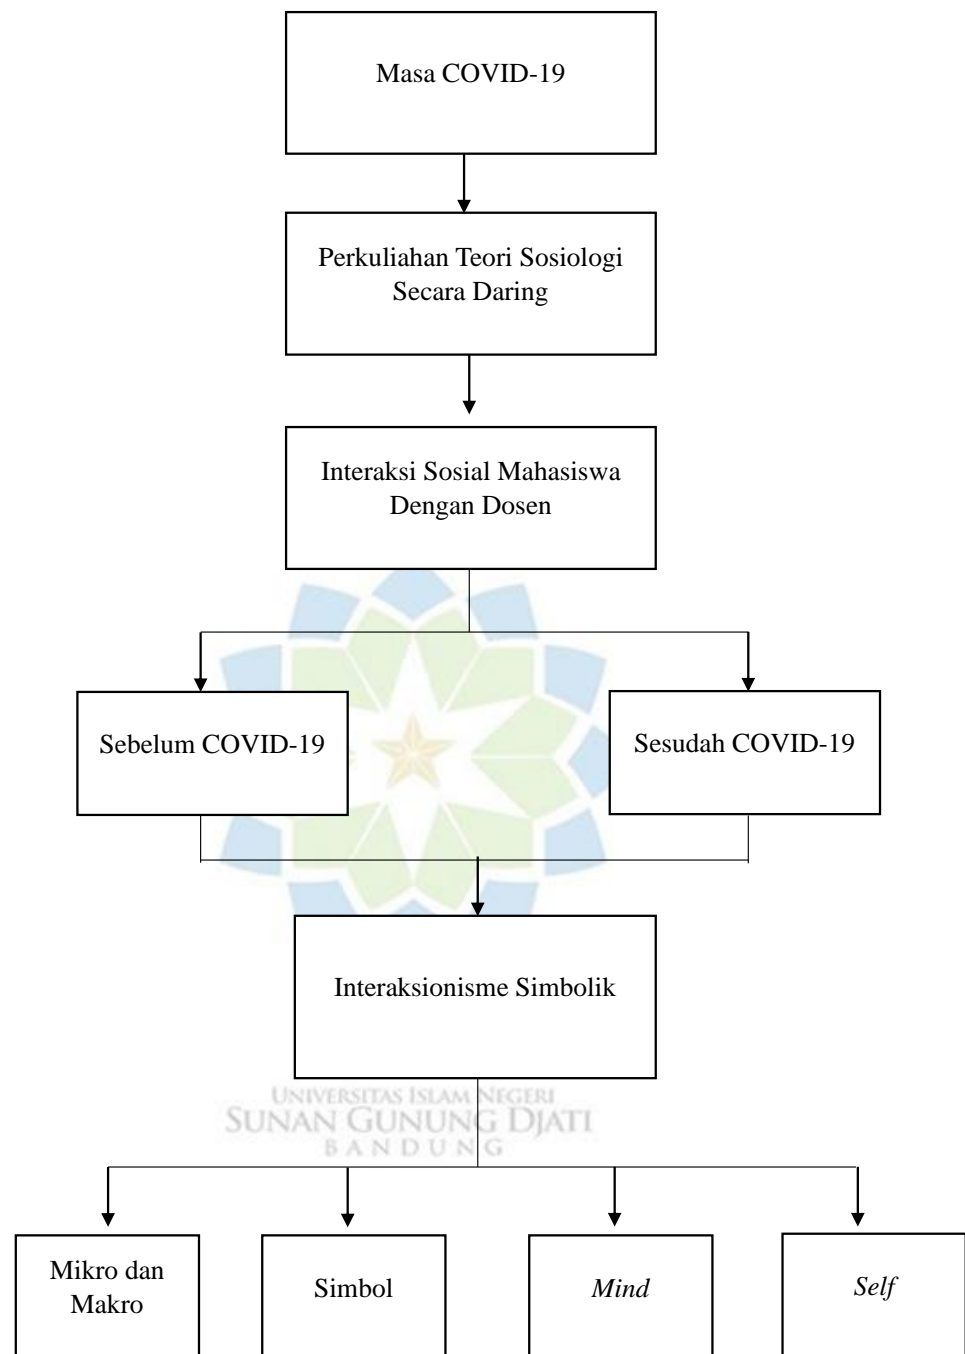 Masa COVID-19
Perkuliahan Teori Sosiologi
Secara Daring
Interaksi Sosial Mahasiswa
Dengan Dosen
Sebelum COVID-19
Sesudah COVID-19
Interaksionisme Simbolik
UNIVERSITAS ISLAM NEGERI
SUNAN GUNUNG DJATI
BANDUNG
Mikro dan
Makro
Simbol
Mind
Self